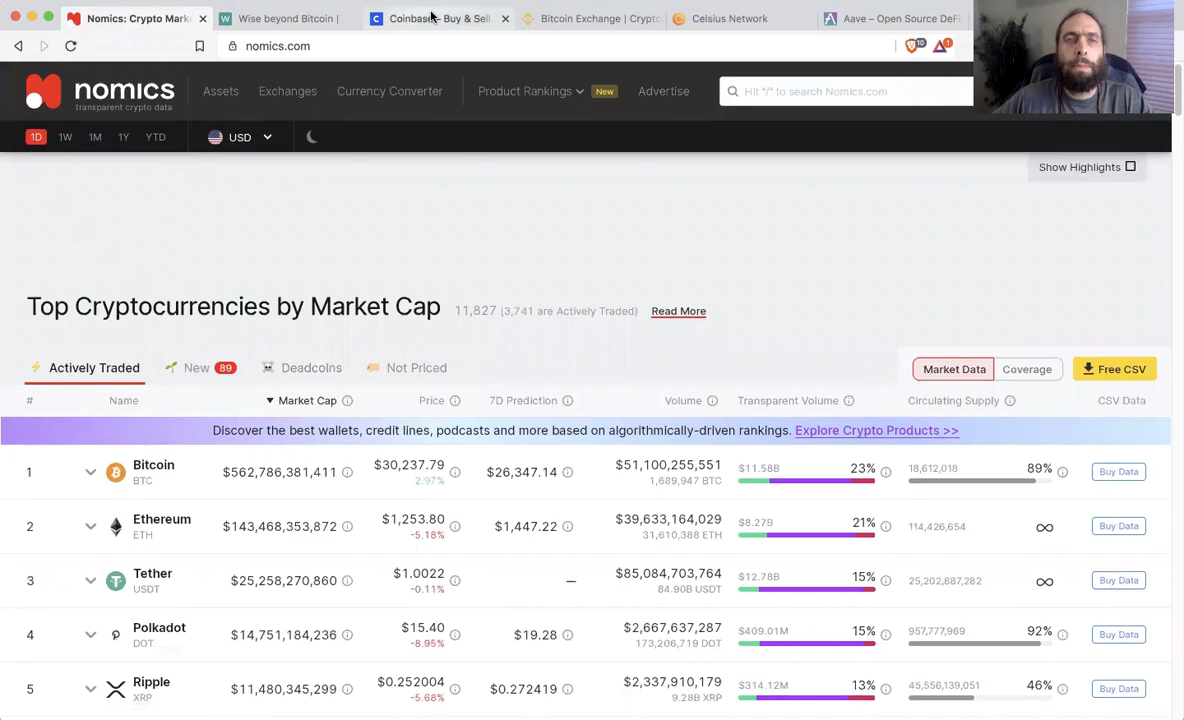 Nomics: Crypto Mark
Wise beyond Bitcoin |
Coinbase – Buy & Sell
Bitcoin Exchange | Crypto
Celsius Network
Aave – Open Source DeFi
nomics.com
10
1
nomics
transparent crypto data
Assets
Exchanges
Currency Converter
Product Rankings
New
Advertise
Hit "/" to search Nomics.com
1D
1W
1M
1Y
YTD
USD
Show Highlights
Top Cryptocurrencies by Market Cap
11,827 (3,741 are Actively Traded)
Read More
Actively Traded
New 89
Deadcoins
Not Priced
Market Data
Coverage
Free CSV
# Name Market Cap Price 7D Prediction Volume Transparent Volume Circulating Supply CSV Data
Discover the best wallets, credit lines, podcasts and more based on algorithmically-driven rankings. Explore Crypto Products >>
1 Bitcoin $562,786,381,411 $30,237.79 $26,347.14 $51,100,255,551 $11.58B 23% 18,612,018 89% Buy Data
BTC 2.97% 1,689,947 BTC
2 Ethereum $143,468,353,872 $1,253.80 $1,447.22 $39,633,164,029 $8.27B 21% 114,426,654 ∞ Buy Data
ETH -5.18% 31,610,388 ETH
3 Tether $25,258,270,860 $1.0022 — $85,084,703,764 $12.78B 15% 25,202,887,282 ∞ Buy Data
USDT -0.11% 84.90B USDT
4 Polkadot $14,751,184,236 $15.40 $19.28 $2,667,637,287 $409.01M 15% 957,777,969 92% Buy Data
DOT -8.95% 173,206,719 DOT
5 Ripple $11,480,345,299 $0.252004 $0.272419 $2,337,910,179 $314.12M 13% 45,556,139,051 46% Buy Data
XRP -5.68% 9.28B XRP